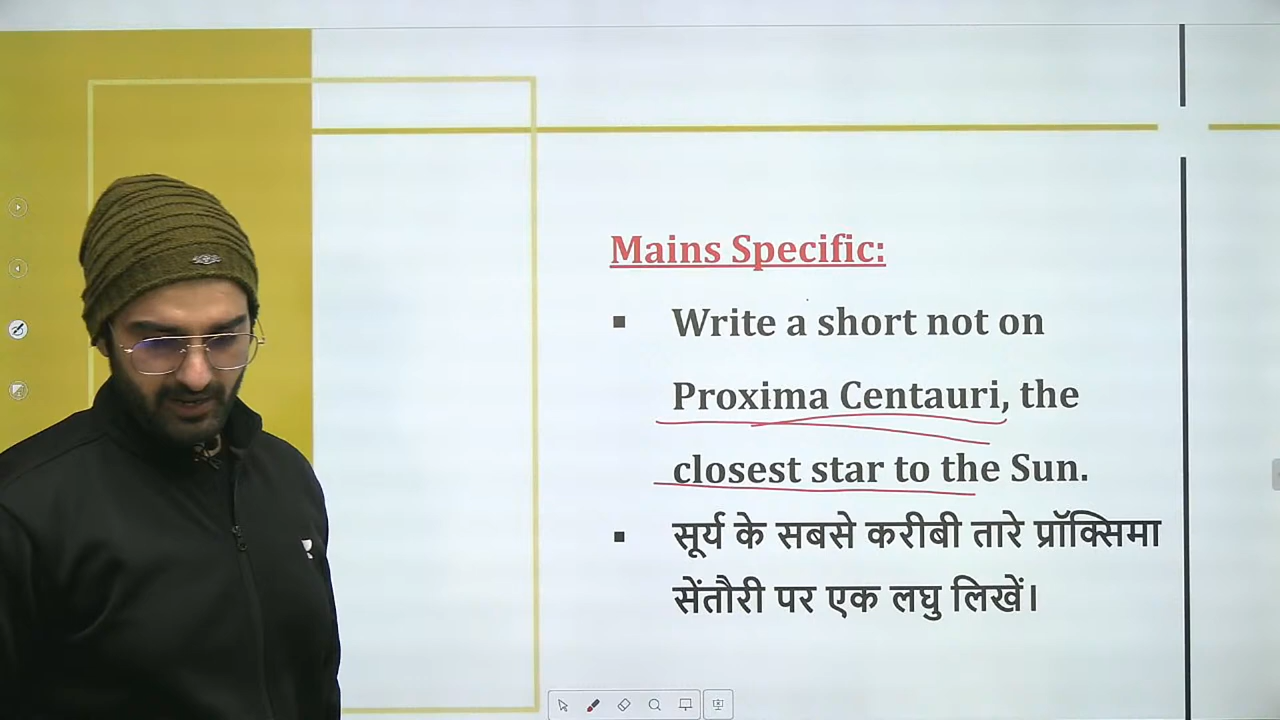 Mains Specific:
▪ Write a short not on
Proxima Centauri, the
closest star to the Sun.
▪ सूर्य के सबसे करीबी तारे प्रॉक्सिमा
सेंतौरी पर एक लघु लिखें।